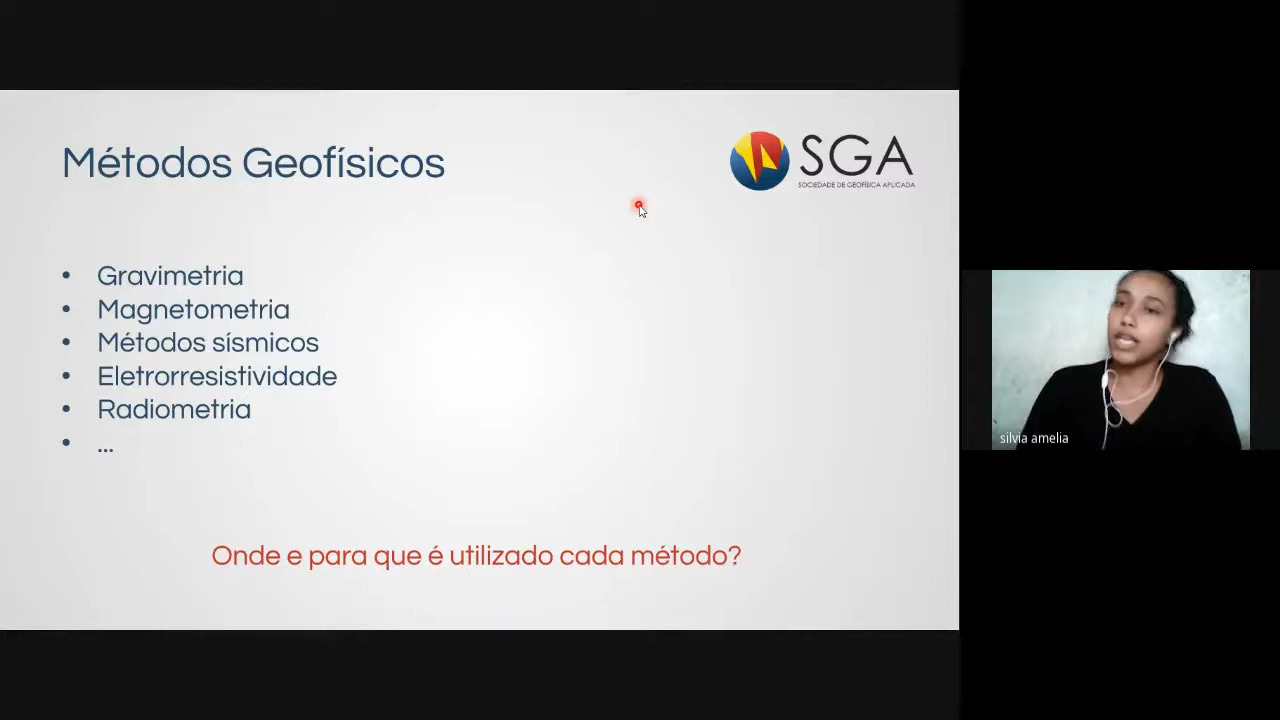 Métodos Geofísicos
SGA
SOCIEDADE DE GEOFÍSICA APLICADA
• Gravimetria
• Magnetometria
• Métodos sísmicos
• Eletrorresistividade
• Radiometria
• ...
Onde e para que é utilizado cada método?
silvia amelia